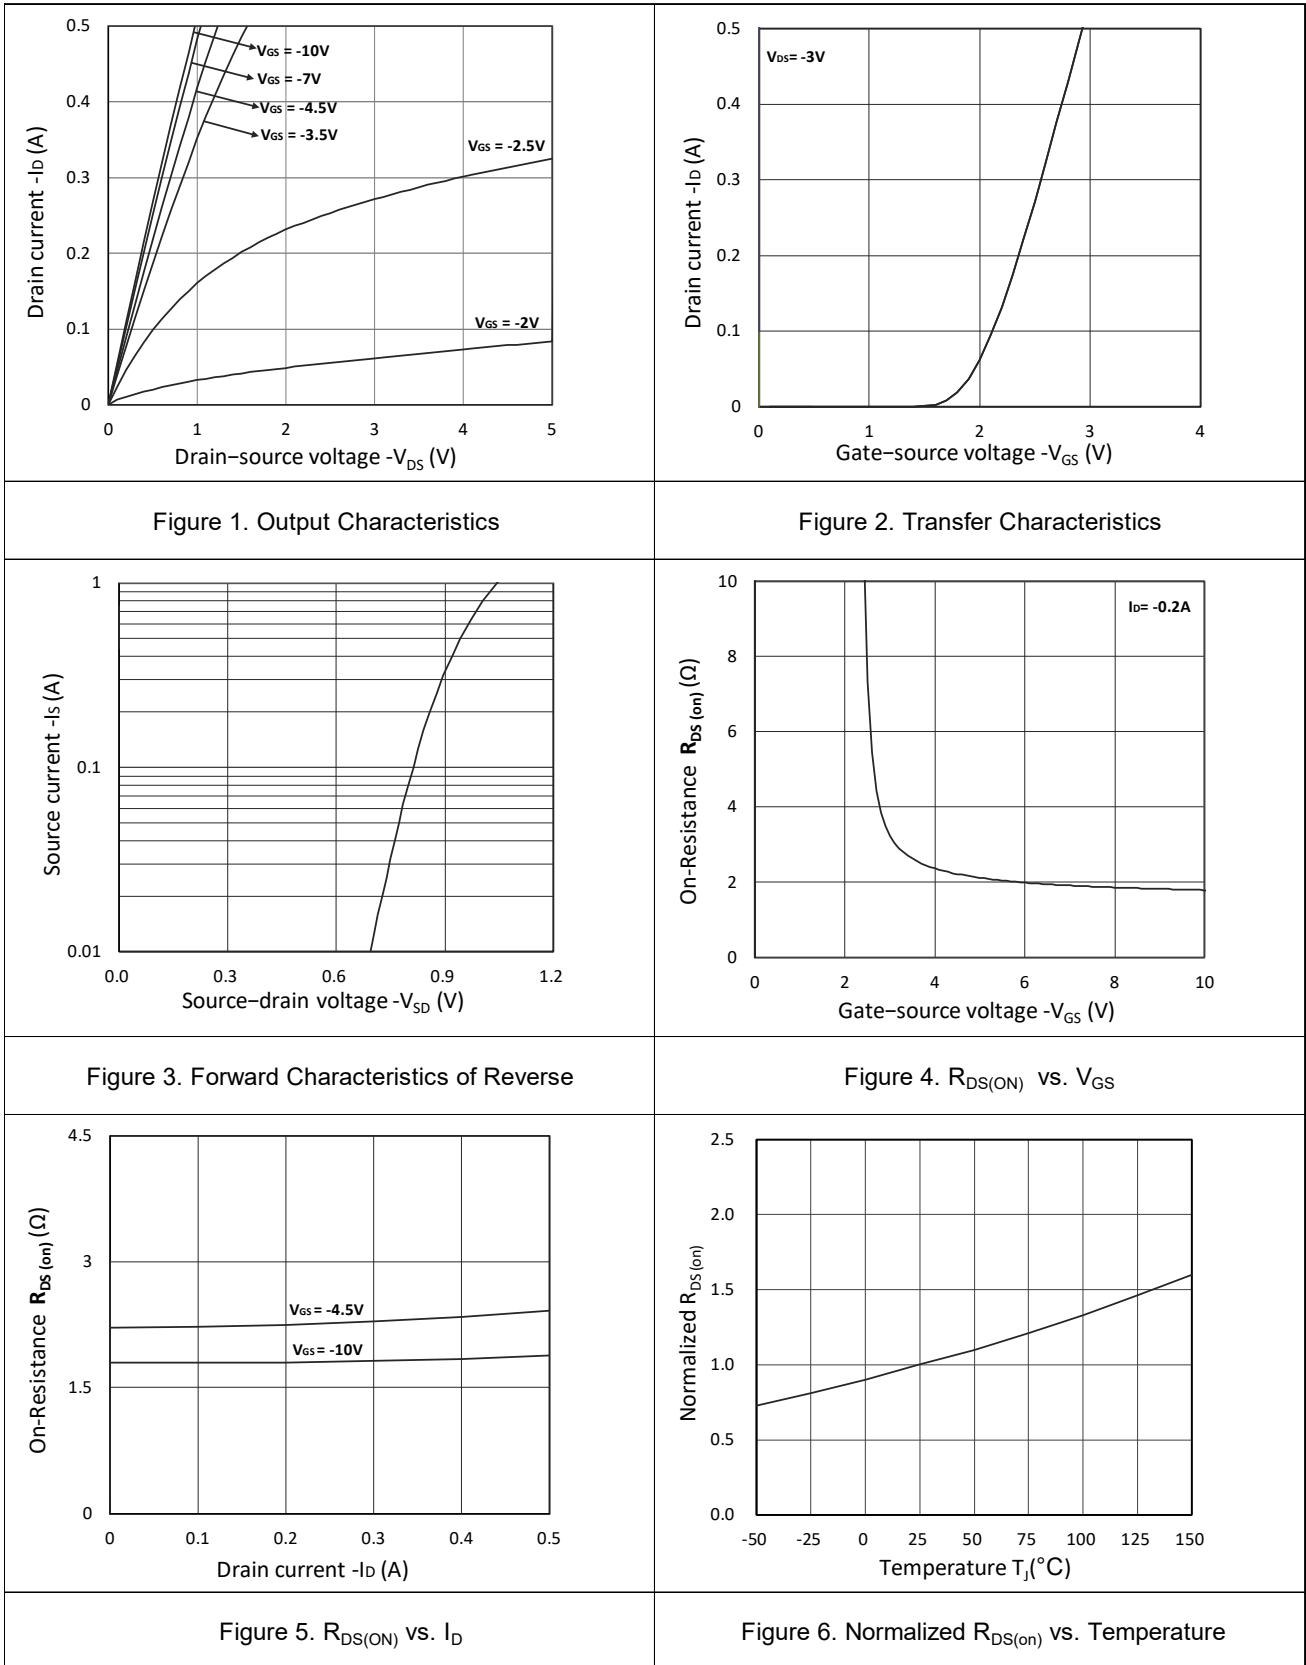 0.5
0.4
0.3
0.2
0.1
0
Drain current -ID (A)
VGS = -10V
VGS = -7V
VGS = -4.5V
VGS = -3.5V
VGS = -2.5V
VGS = -2V
0 1 2 3 4 5
Drain−source voltage -VDS (V)
Figure 1. Output Characteristics
0.5
0.4
0.3
0.2
0.1
0
Drain current -ID (A)
VDS= -3V
0 1 2 3 4
Gate−source voltage -VGS (V)
Figure 2. Transfer Characteristics
1
0.1
0.01
Source current -IS (A)
0.0 0.3 0.6 0.9 1.2
Source−drain voltage -VSD (V)
Figure 3. Forward Characteristics of Reverse
10
8
6
4
2
0
On-Resistance RDS (on) (Ω)
ID= -0.2A
0 2 4 6 8 10
Gate−source voltage -VGS (V)
Figure 4. RDS(ON) vs. VGS
4.5
3
1.5
0
On-Resistance RDS (on) (Ω)
VGS = -4.5V
VGS = -10V
0 0.1 0.2 0.3 0.4 0.5
Drain current -ID (A)
Figure 5. RDS(ON) vs. ID
2.5
2.0
1.5
1.0
0.5
0.0
Normalized RDS (on)
-50 -25 0 25 50 75 100 125 150
Temperature TJ(°C)
Figure 6. Normalized RDS(on) vs. Temperature